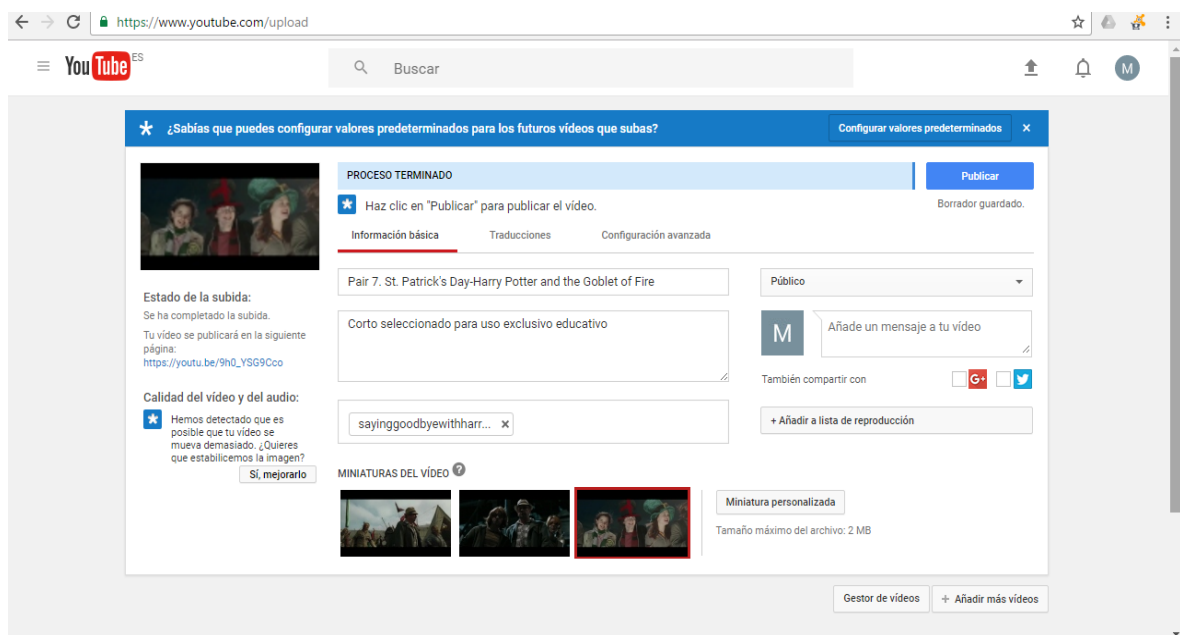 https://www.youtube.com/upload
YouTube ES
Buscar
M
¿Sabías que puedes configurar valores predeterminados para los futuros vídeos que subas?
Configurar valores predeterminados ×
PROCESO TERMINADO
Publicar
Haz clic en "Publicar" para publicar el vídeo.
Borrador guardado.
Información básica
Traducciones
Configuración avanzada
Pair 7. St. Patrick's Day-Harry Potter and the Goblet of Fire
Público
Estado de la subida:
Se ha completado la subida.
Tu vídeo se publicará en la siguiente
página:
https://youtu.be/9h0_YSG9Cco
Corto seleccionado para uso exclusivo educativo
M
Añade un mensaje a tu vídeo
También compartir con
G+
Calidad del vídeo y del audio:
Hemos detectado que es
posible que tu vídeo se
mueva demasiado. ¿Quieres
que estabilicemos la imagen?
Sí, mejorarlo
sayinggoodbyewithharr... x
+ Añadir a lista de reproducción
MINIATURAS DEL VÍDEO ?
Miniatura personalizada
Tamaño máximo del archivo: 2 MB
Gestor de vídeos
+ Añadir más vídeos